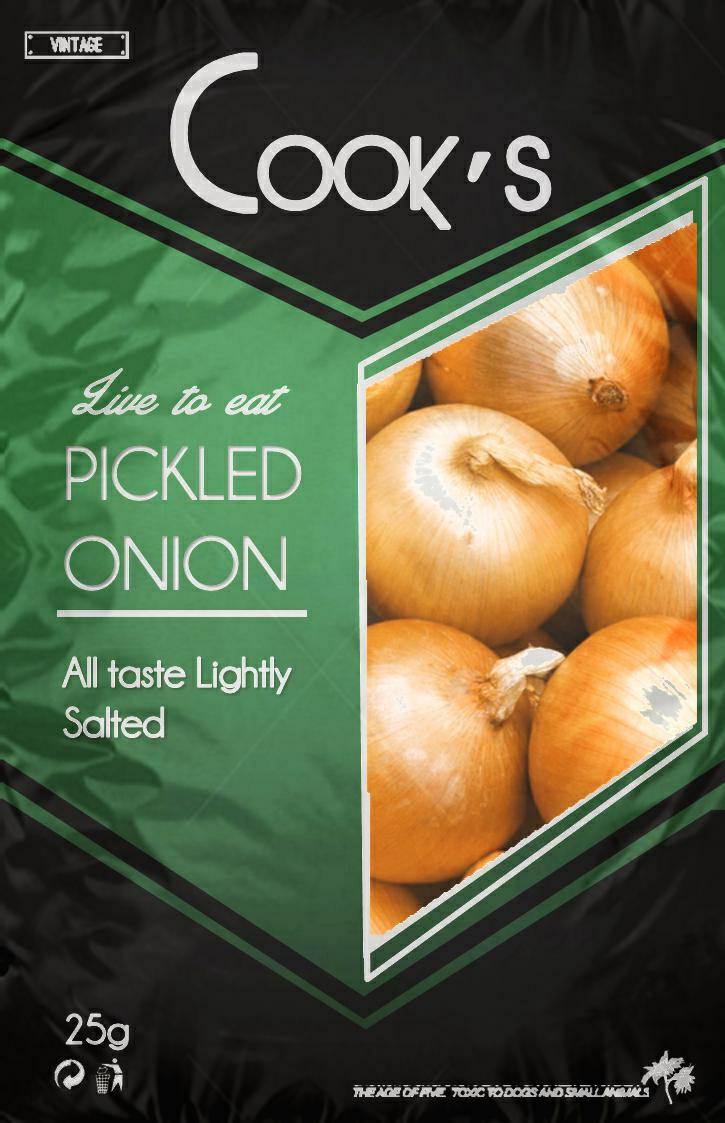 VINTAGE
COOK'S
Live to eat
PICKLED
ONION
All taste Lightly
Salted
25g
THE AGE OF FIVE. TOXIC TO DOGS AND SMALL ANIMALS